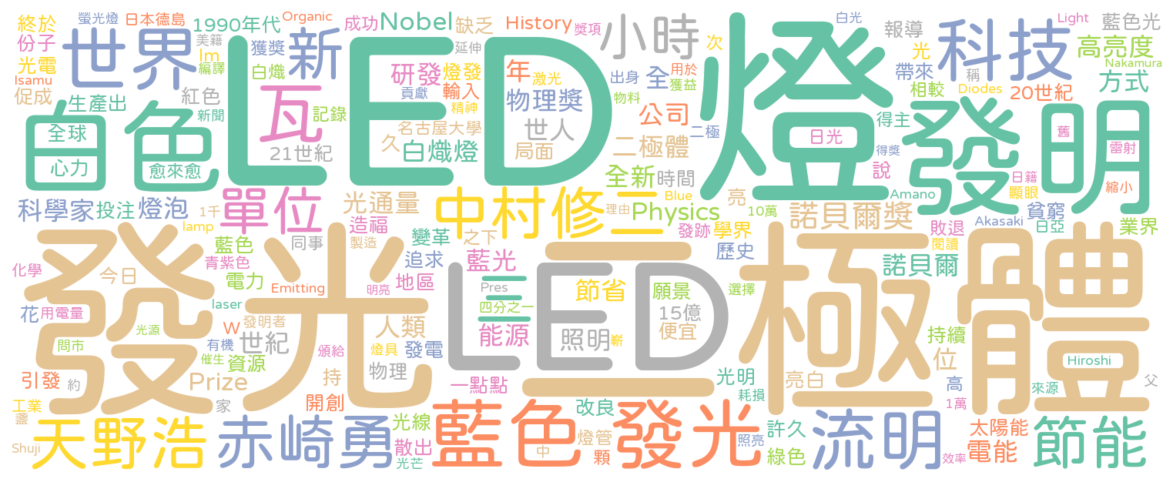 終於
螢光燈
日本德島
1990年代
Organic
成功
Nobel
缺乏
History
獎項
小時
報導
白光
Light
藍色光
份子
世界
美籍
獲獎
新
LED燈
延伸
出身
全
用於
次
光
科技
高亮度
Nakamura
光電
Im
編譯
白熾
研發
燈發
年
激光
獲益
帶來
稱
Isamu
促成
生產出
紅色
新聞
瓦
記錄
貢獻
輸入
精神
物理獎
物料
公司
相較
Diodes
20世紀
方式
白色
全球
心力
愈來愈
21世紀
名古屋大學
久
白熾燈
世人
局面
二極
二極體
日光
得主
得獎
說
發明
舊
雷射
科學家
投注
燈泡
1千
單位
光通量
中村修二
全新
時間
亮
Blue
Physics
理由
10萬
諾貝爾獎
Amano
日籍
顯眼
縮小
貧窮
lamp
藍色
同事
造福
製造
變革
之下
追求
發跡
學界
歷史
敗退
Akasaki
日亞
閱讀
業界
化學
發光二極體
今日
青紫色
電力
Emitting
明亮
地區
藍光
Pres
四分之一
LED
節省
願景
選擇
諾貝爾
花
用電量
laser
光源
W
發明者
世紀
人類
發電
能源
照明
嶄
15億
便宜
持續
位
問市
有機
催生
資源
頒給
燈具
物理
Hiroshi
引發
約
Prize
持
開創
一點點
光明
耗損
亮白
高
1萬
來源
父
工業
盞
家
Shuji
天野浩
赤崎勇
光線
散出
光芒
藍色發光
改良
燈管
中
顆
照亮
許久
綠色
流明
效率
太陽能
電能
節能